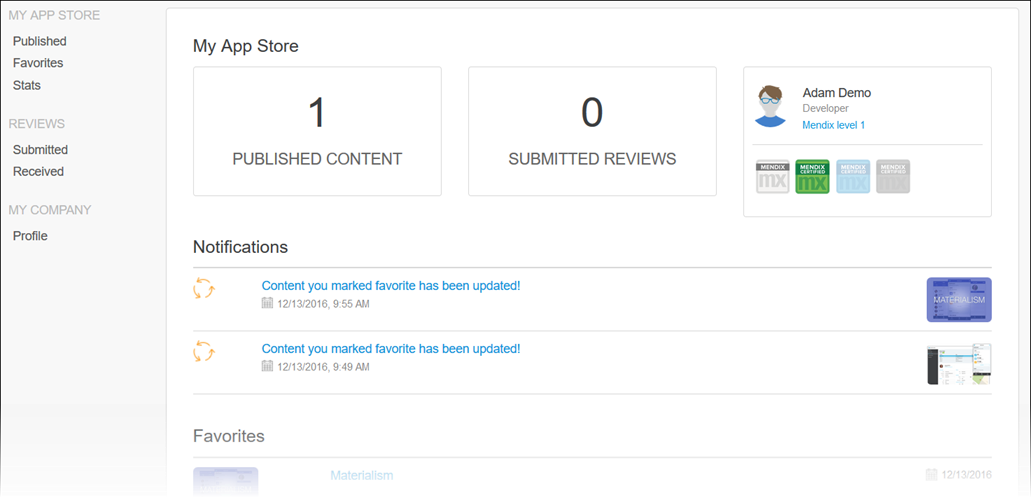 MY APP STORE
Published
Favorites
Stats
REVIEWS
Submitted
Received
MY COMPANY
Profile
My App Store
1
PUBLISHED CONTENT
0
SUBMITTED REVIEWS
Adam Demo
Developer
Mendix level 1
MENDIX
mx
MENDIX
CERTIFIED
mx
MENDIX
CERTIFIED
mx
MENDIX
CERTIFIED
mx
Notifications
Content you marked favorite has been updated!
12/13/2016, 9:55 AM
MATERIALISM
Content you marked favorite has been updated!
12/13/2016, 9:49 AM
Favorites
Materialism
12/13/2016